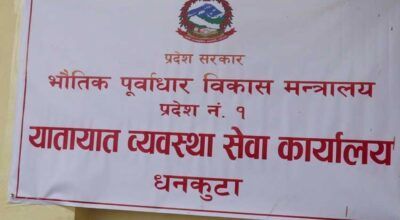 प्रदेश सरकार
भौतिक पूर्वाधार विकास मन्त्रालय
प्रदेश नं. १
यातायात व्यवस्था सेवा कार्यालय
धनकुटा